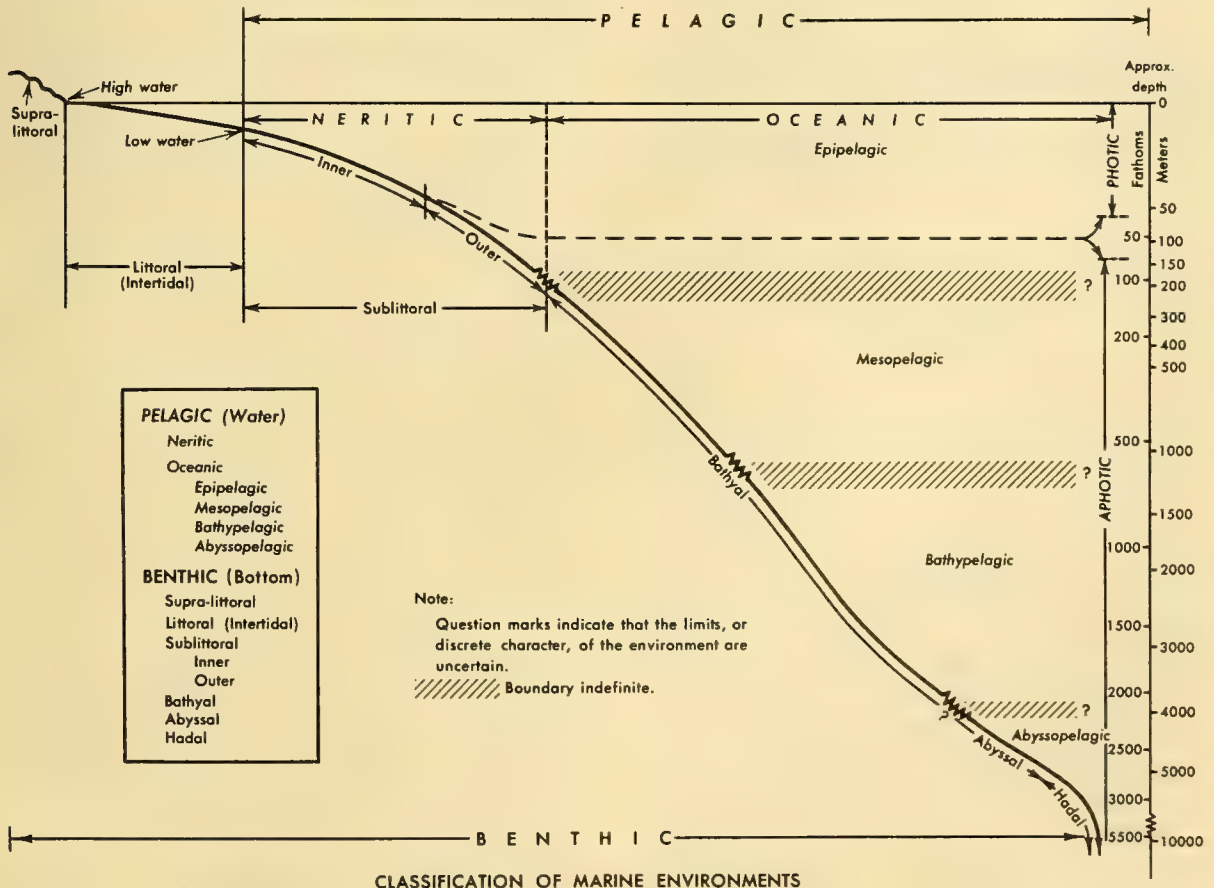 PELAGIC
Approx.
depth
High water
Supra-
littoral
Low water
NERITIC
OCEANIC
Epipelagic
Inner
Outer
Littoral
(Intertidal)
Sublittoral
PHOTIC
Fathoms
Meters
0
50
50
100
150
100
200
?
300
200
400
500
Mesopelagic
500
1000
?
Bathyal
APHOTIC
1500
1000
2000
Bathypelagic
1500
3000
2000
4000
?
?
Abyssopelagic
Abyssal
2500
5000
Hadal
3000
5500
10000
PELAGIC (Water)
Neritic
Oceanic
Epipelagic
Mesopelagic
Bathypelagic
Abyssopelagic
BENTHIC (Bottom)
Supra-littoral
Littoral (Intertidal)
Sublittoral
Inner
Outer
Bathyal
Abyssal
Hadal
Note:
Question marks indicate that the limits, or
discrete character, of the environment are
uncertain.
Boundary indefinite.
BENTHIC
CLASSIFICATION OF MARINE ENVIRONMENTS